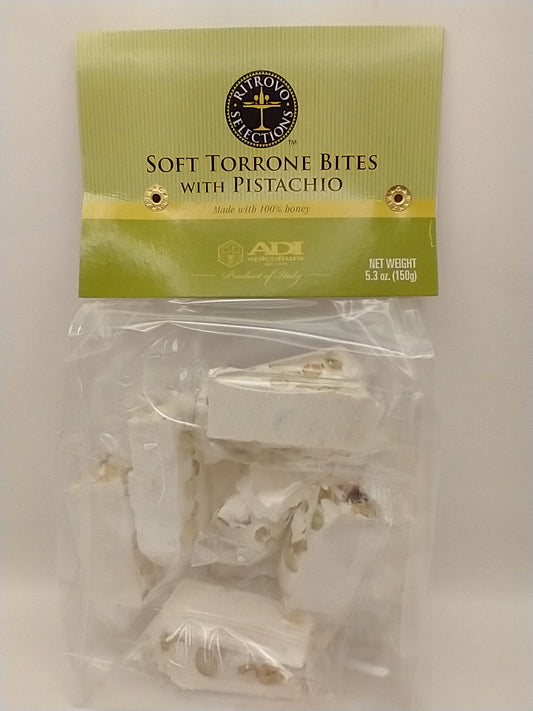 RITROVO
SELECTIONS
TM
SOFT TORRONE BITES
WITH PISTACHIO
Made with 100% honey
ADI
apicoltura
Product of Italy
NET WEIGHT
5.3 oz. (150g)